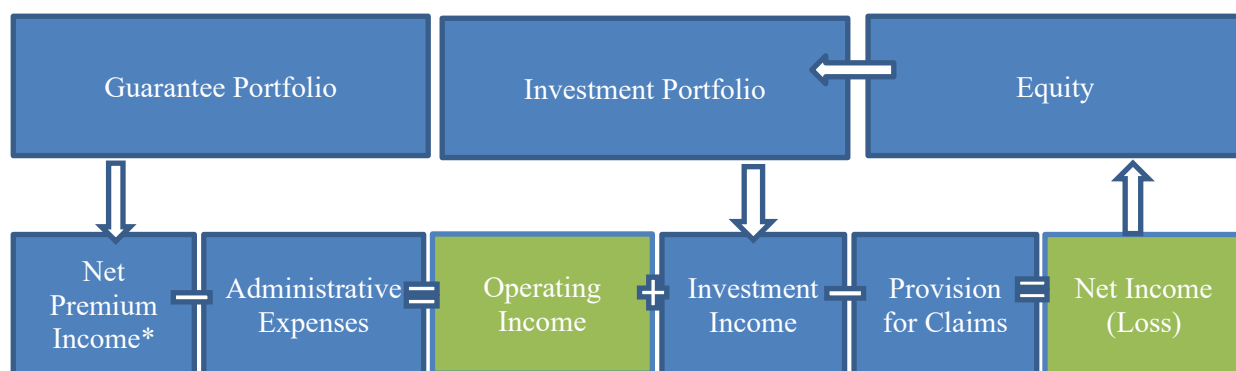 Guarantee Portfolio
Investment Portfolio
Equity
Net
Premium
Income*
−
Administrative
Expenses
=
Operating
Income
+
Investment
Income
−
Provision
for Claims
=
Net Income
(Loss)